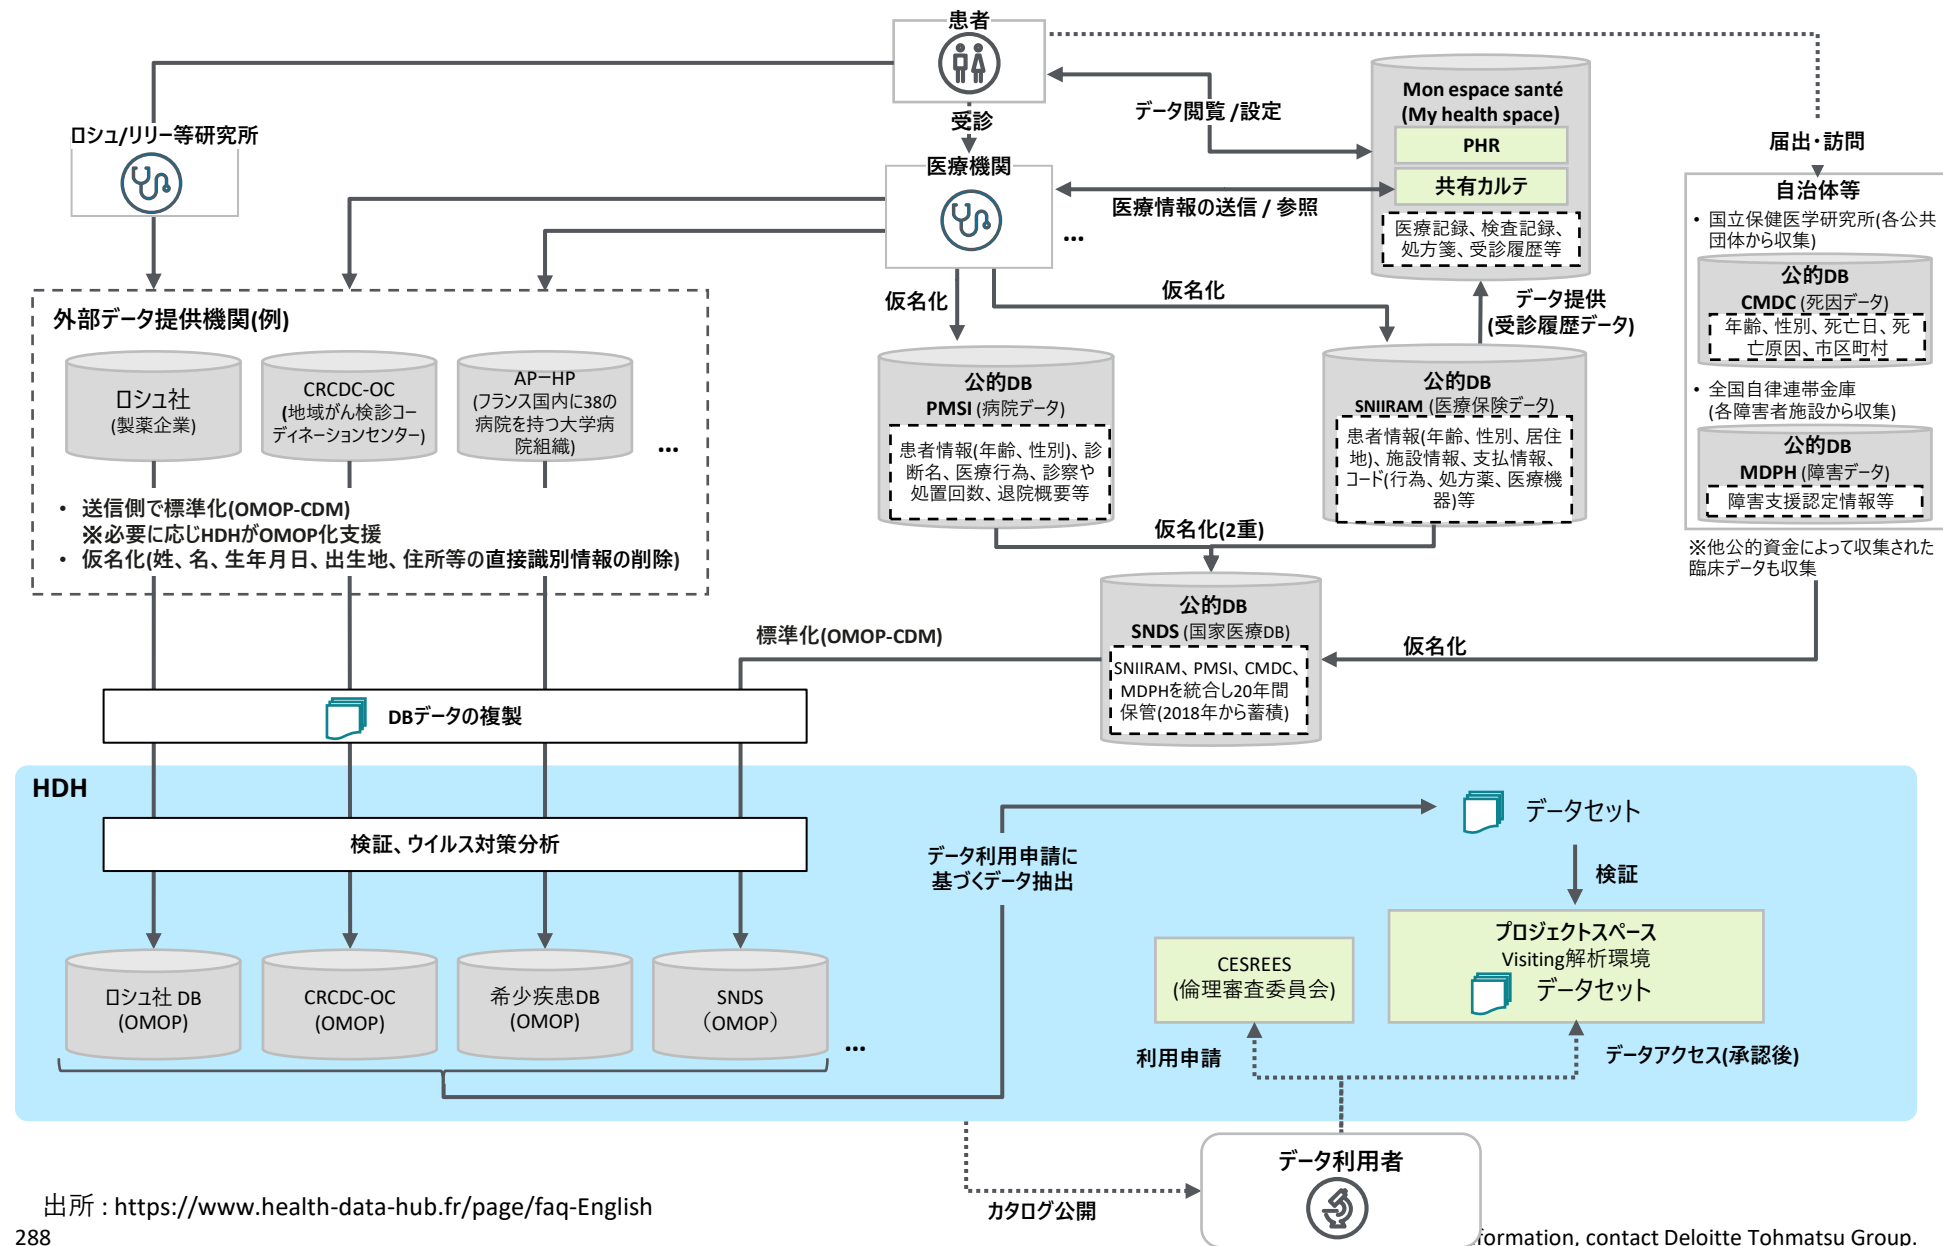 患者
受診
ロシュ/リリー等研究所
医療機関
...
データ閲覧 /設定
医療情報の送信 / 参照
Mon espace santé
(My health space)
PHR
共有カルテ
医療記録、検査記録、
処方箋、受診履歴等
届出・訪問
自治体等
• 国立保健医学研究所(各公共
団体から収集)
公的DB
CMDC (死因データ)
年齢、性別、死亡日、死
亡原因、市区町村
• 全国自律連帯金庫
(各障害者施設から収集)
公的DB
MDPH (障害データ)
障害支援認定情報等
※他公的資金によって収集された
臨床データも収集
仮名化
仮名化
データ提供
(受診履歴データ)
外部データ提供機関(例)
ロシュ社
(製薬企業)
CRCDC-OC
(地域がん検診コー
ディネーションセンター)
APーHP
(フランス国内に38の
病院を持つ大学病
院組織)
...
• 送信側で標準化(OMOP-CDM)
※必要に応じHDHがOMOP化支援
• 仮名化(姓、名、生年月日、出生地、住所等の直接識別情報の削除)
公的DB
PMSI (病院データ)
患者情報(年齢、性別)、診
断名、医療行為、診察や
処置回数、退院概要等
公的DB
SNIIRAM (医療保険データ)
患者情報(年齢、性別、居住
地)、施設情報、支払情報、
コード(行為、処方薬、医療機
器)等
仮名化(2重)
公的DB
SNDS (国家医療DB)
SNIIRAM、PMSI、CMDC、
MDPHを統合し20年間
保管(2018年から蓄積)
標準化(OMOP-CDM)
仮名化
DBデータの複製
HDH
検証、ウイルス対策分析
ロシュ社 DB
(OMOP)
CRCDC-OC
(OMOP)
希少疾患DB
(OMOP)
SNDS
（OMOP）
...
データ利用申請に
基づくデータ抽出
データセット
検証
プロジェクトスペース
Visiting解析環境
データセット
CESREES
(倫理審査委員会)
利用申請
データアクセス(承認後)
データ利用者
カタログ公開
出所 : https://www.health-data-hub.fr/page/faq-English
288
formation, contact Deloitte Tohmatsu Group.